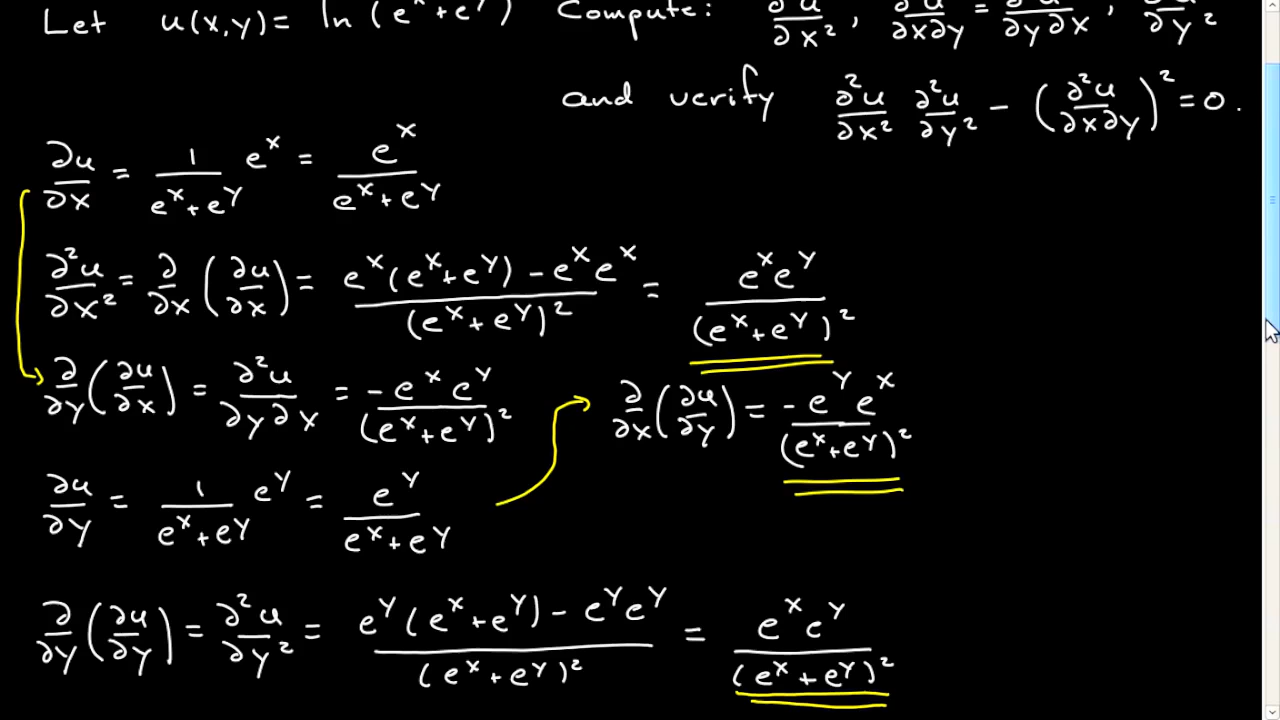 Let u(x,y) = ln(e^x + e^y) Compute: ∂²u/∂x², ∂²u/∂x∂y = ∂²u/∂y∂x, ∂²u/∂y²
and verify ∂²u/∂x² ∂²u/∂y² − (∂²u/∂x∂y)² = 0.
∂u/∂x = 1/(e^x + e^y) e^x = e^x/(e^x + e^y)
∂²u/∂x² = ∂/∂x (∂u/∂x) = (e^x(e^x + e^y) − e^x e^x)/(e^x + e^y)² = e^x e^y/(e^x + e^y)²
∂/∂y (∂u/∂x) = ∂²u/∂y∂x = −e^x e^y/(e^x + e^y)²
∂/∂x (∂u/∂y) = −e^y e^x/(e^x + e^y)²
∂u/∂y = 1/(e^x + e^y) e^y = e^y/(e^x + e^y)
∂/∂y (∂u/∂y) = ∂²u/∂y² = (e^y(e^x + e^y) − e^y e^y)/(e^x + e^y)² = e^x e^y/(e^x + e^y)²